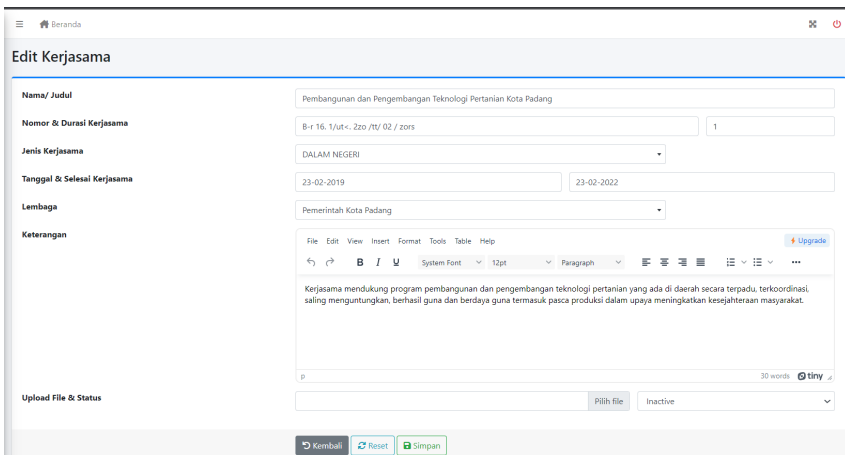 Beranda
Edit Kerjasama
Nama/ Judul
Pembangunan dan Pengembangan Teknologi Pertanian Kota Padang
Nomor & Durasi Kerjasama
B-r 16. 1/ut<. 2zo /tt/ 02 / zors
1
Jenis Kerjasama
DALAM NEGERI
Tanggal & Selesai Kerjasama
23-02-2019
23-02-2022
Lembaga
Pemerintah Kota Padang
Keterangan
File Edit View Insert Format Tools Table Help
Upgrade
B I U System Font 12pt Paragraph
Kerjasama mendukung program pembangunan dan pengembangan teknologi pertanian yang ada di daerah secara terpadu, terkoordinasi,
saling menguntungkan, berhasil guna dan berdaya guna termasuk pasca produksi dalam upaya meningkatkan kesejahteraan masyarakat.
p
30 words tiny
Upload File & Status
Pilih file
Inactive
Kembali Reset Simpan